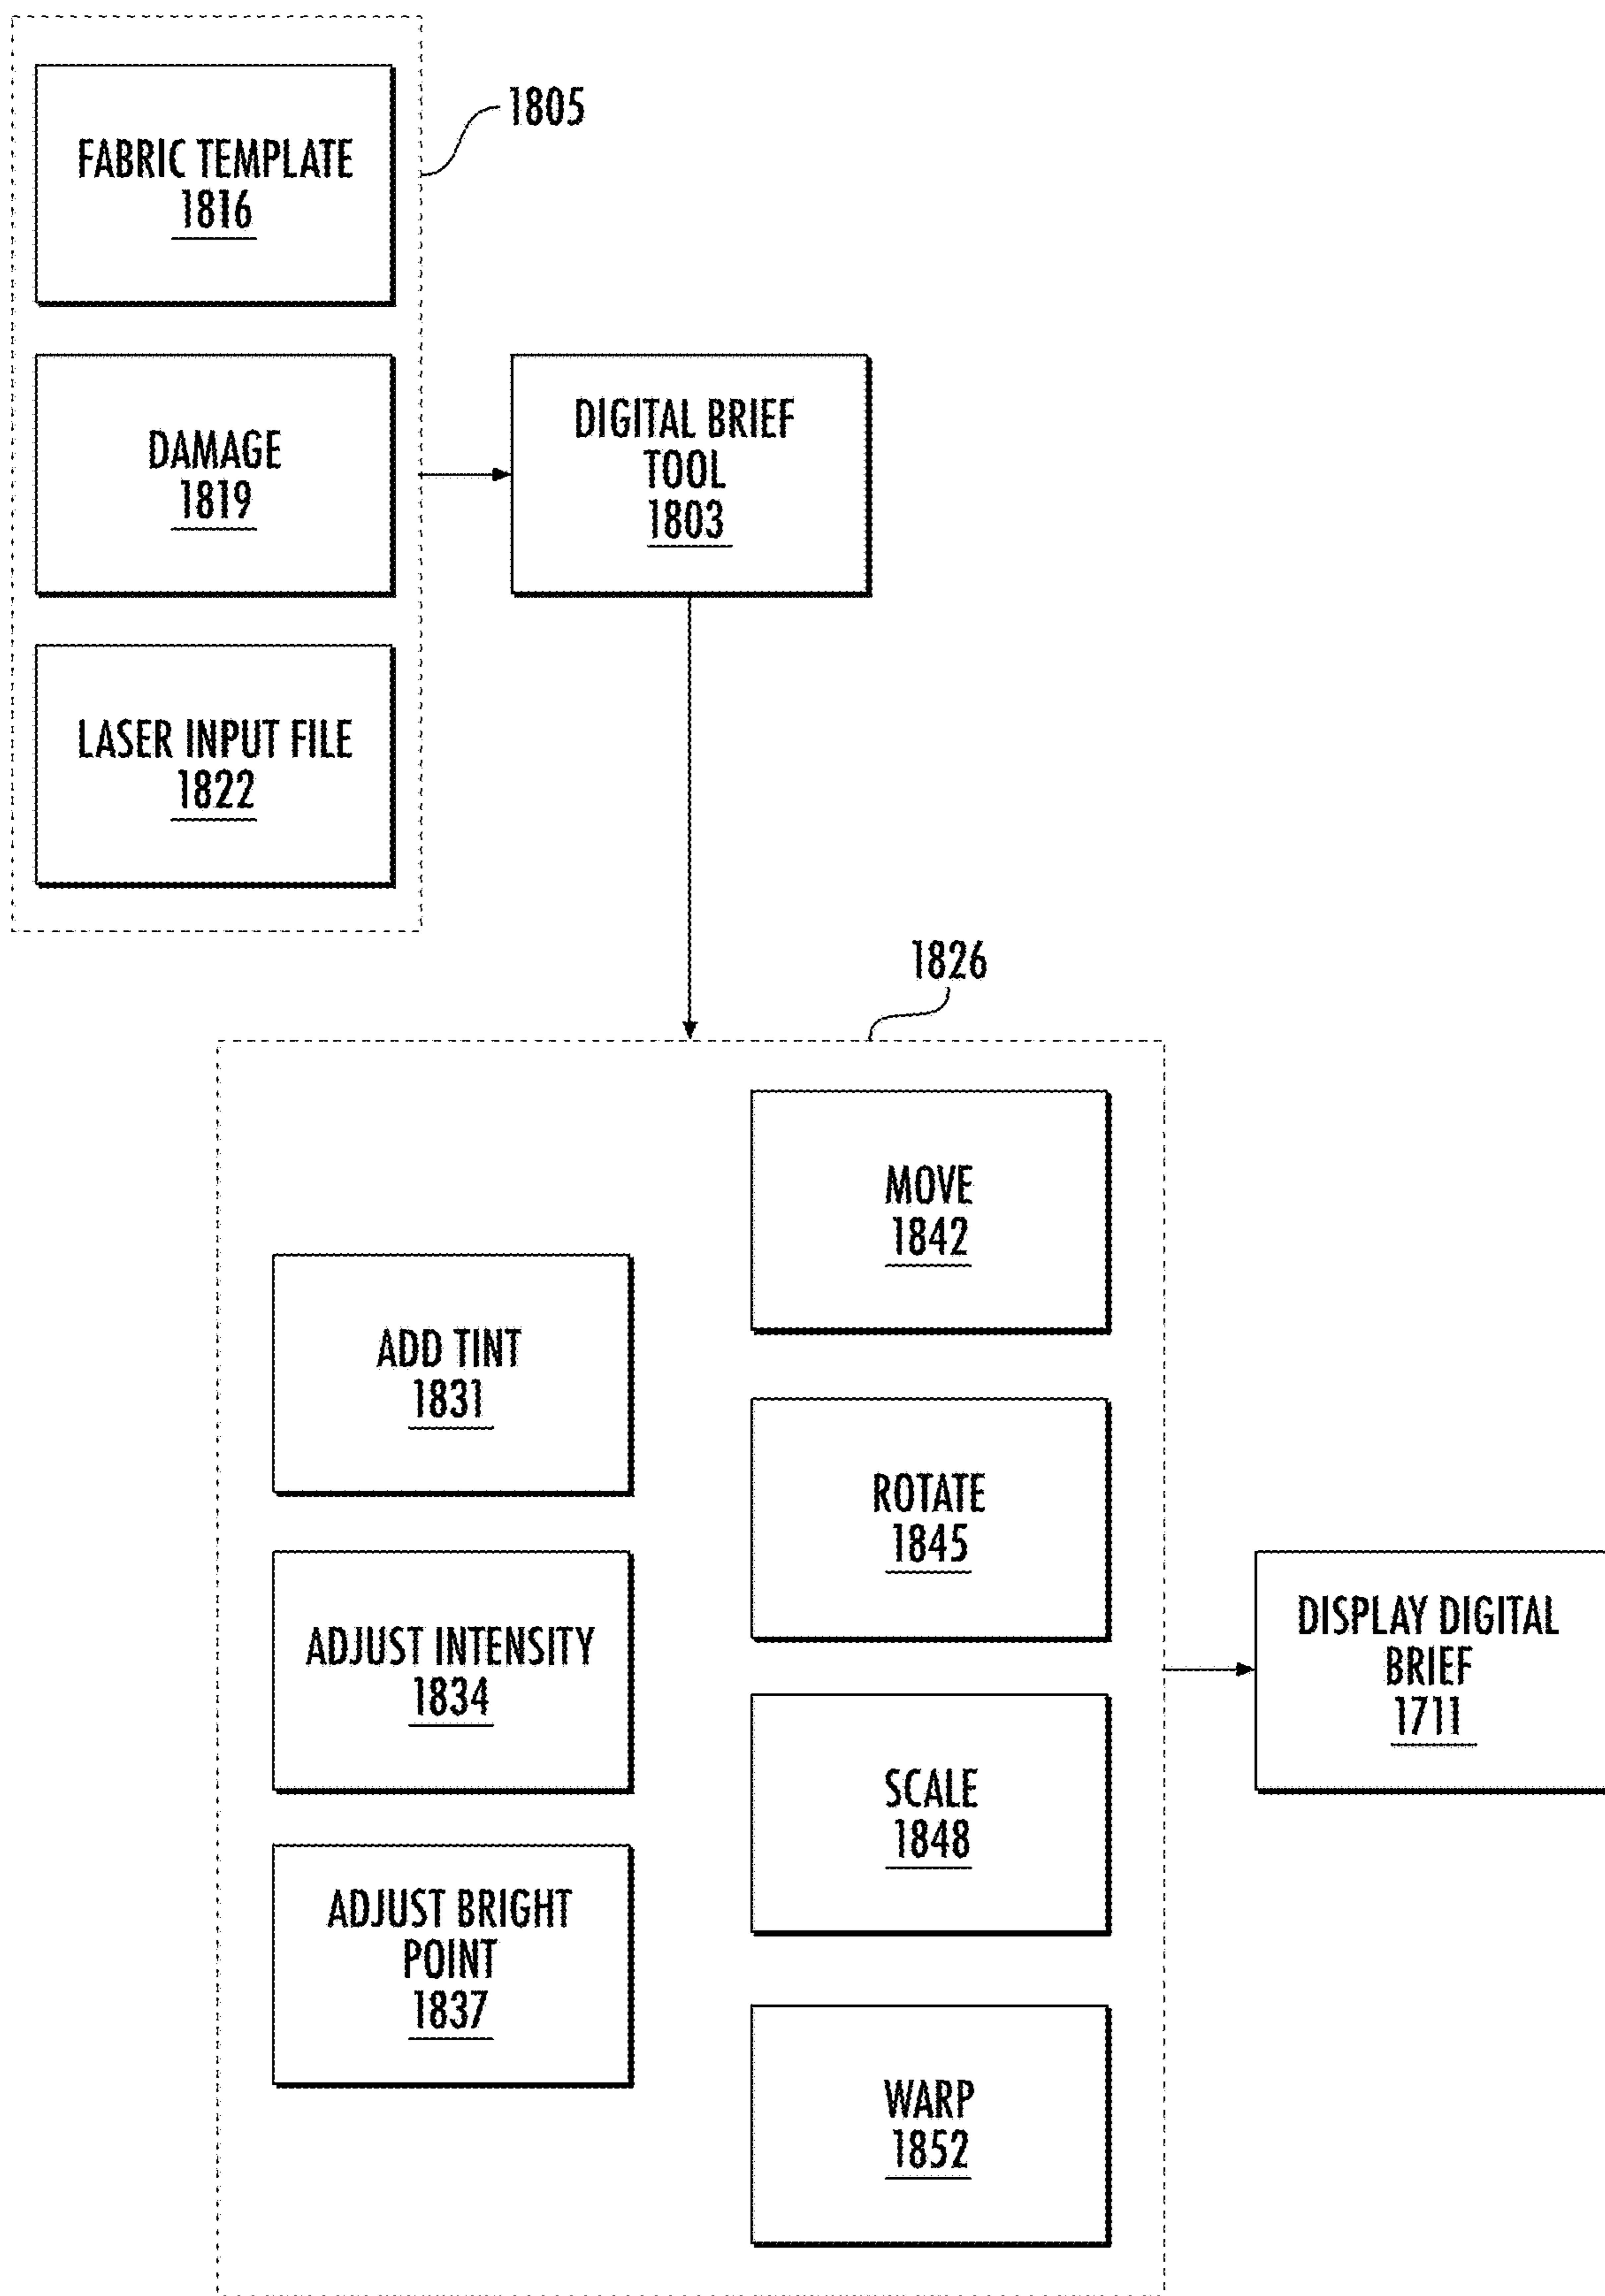 1805
FABRIC TEMPLATE
1816
DAMAGE
1819
LASER INPUT FILE
1822
DIGITAL BRIEF
TOOL
1803
1826
ADD TINT
1831
ADJUST INTENSITY
1834
ADJUST BRIGHT
POINT
1837
MOVE
1842
ROTATE
1845
SCALE
1848
WARP
1852
DISPLAY DIGITAL
BRIEF
1711